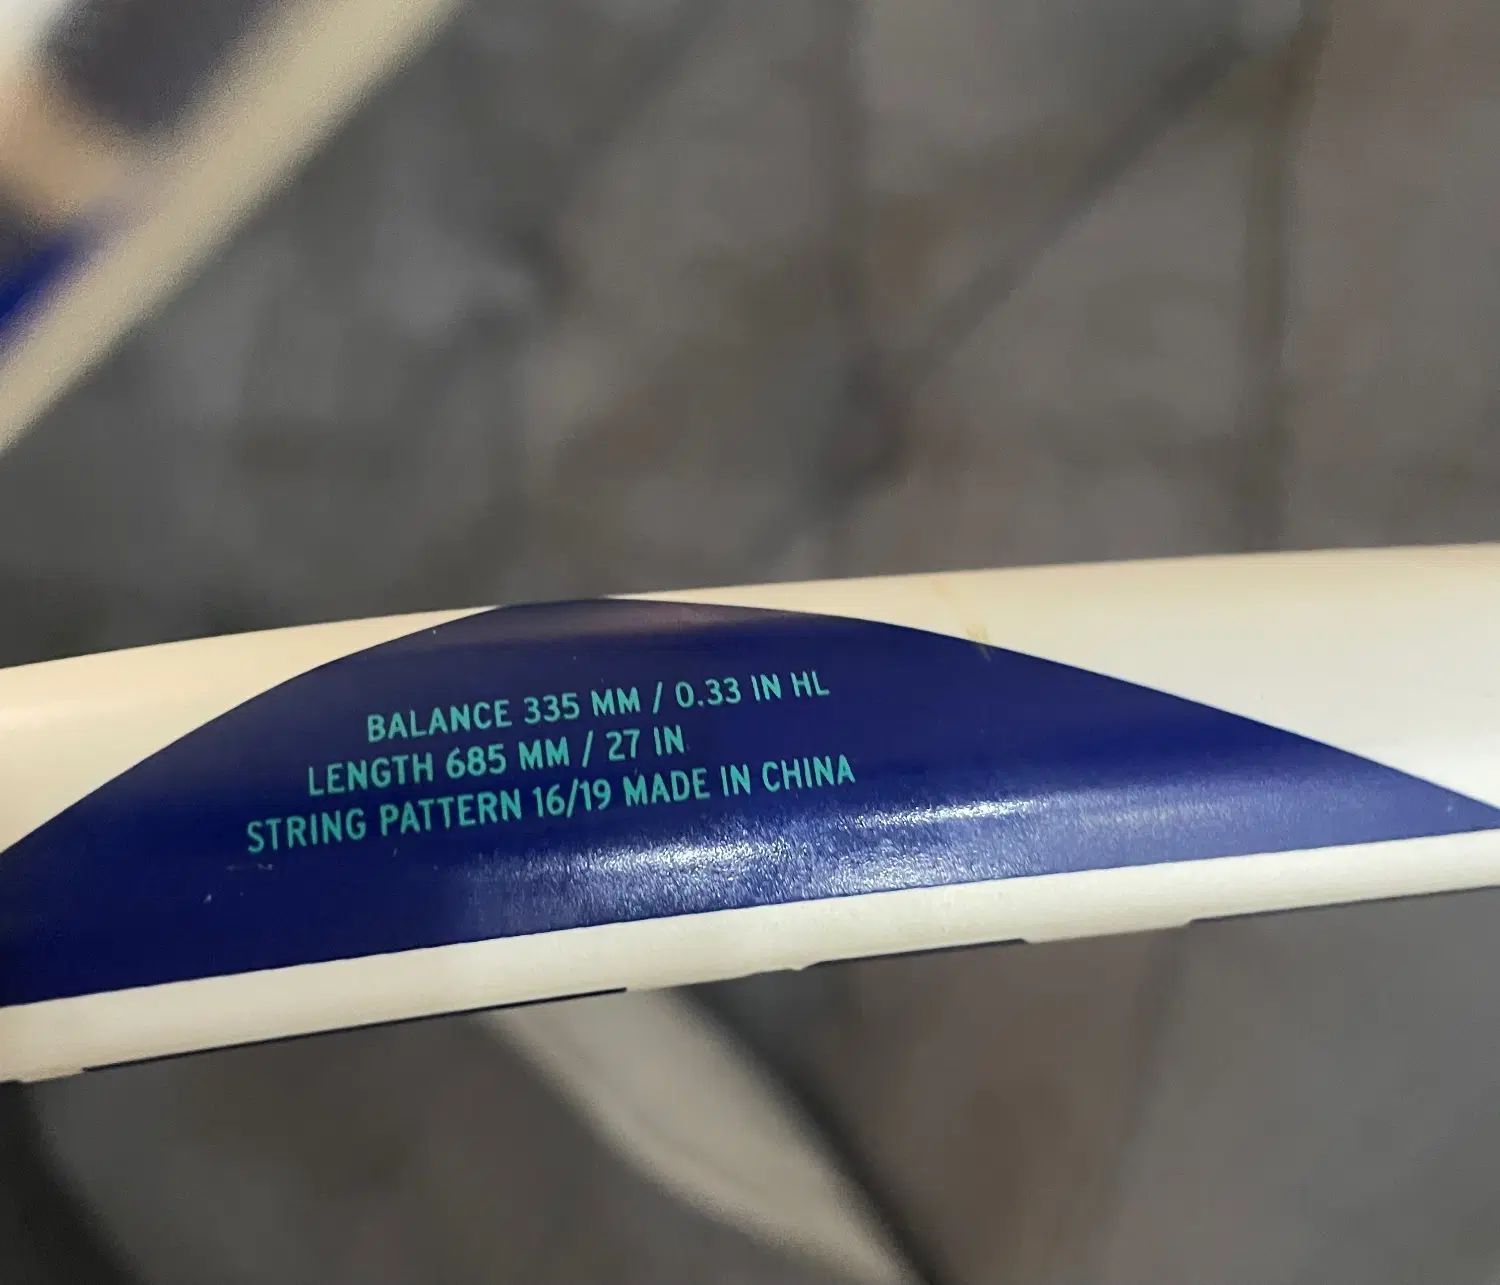 BALANCE 335 MM / 0.33 IN HL
LENGTH 685 MM / 27 IN
STRING PATTERN 16/19 MADE IN CHINA